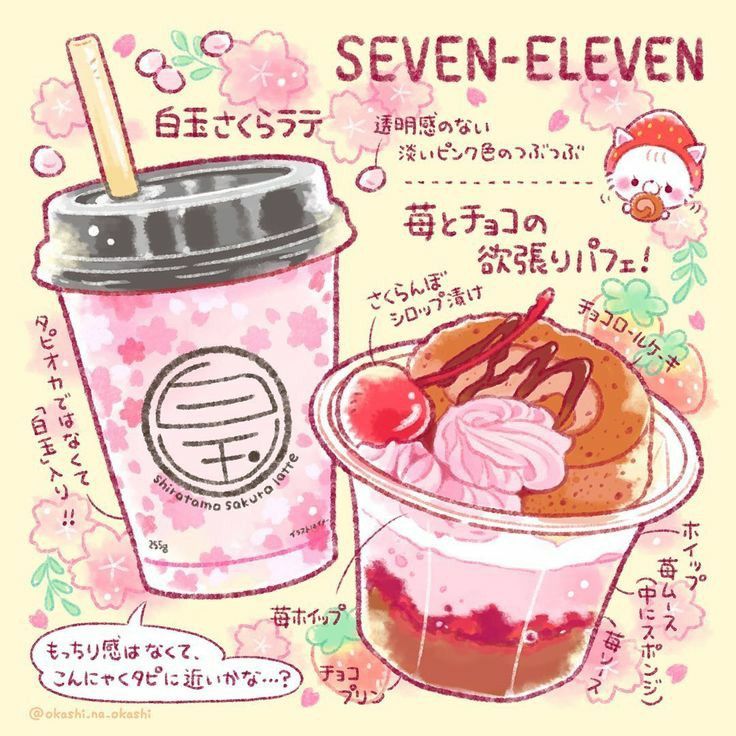 SEVEN-ELEVEN
白玉さくらラテ
透明感のない
淡いピンク色のつぶつぶ
苺とチョコの
欲張りパフェ!
さくらんぼ
シロップ漬け
チョコロールケーキ
タピオカではなくて
「白玉」入り!!
白玉
shiratama sakura latte
255g
ホイップ
苺ムース
(中にスポンジ)
苺ソース
苺ホイップ
チョコ
プリン
もっちり感はなくて、
こんにゃくタピに近いかな…?
@okashi_na_okashi